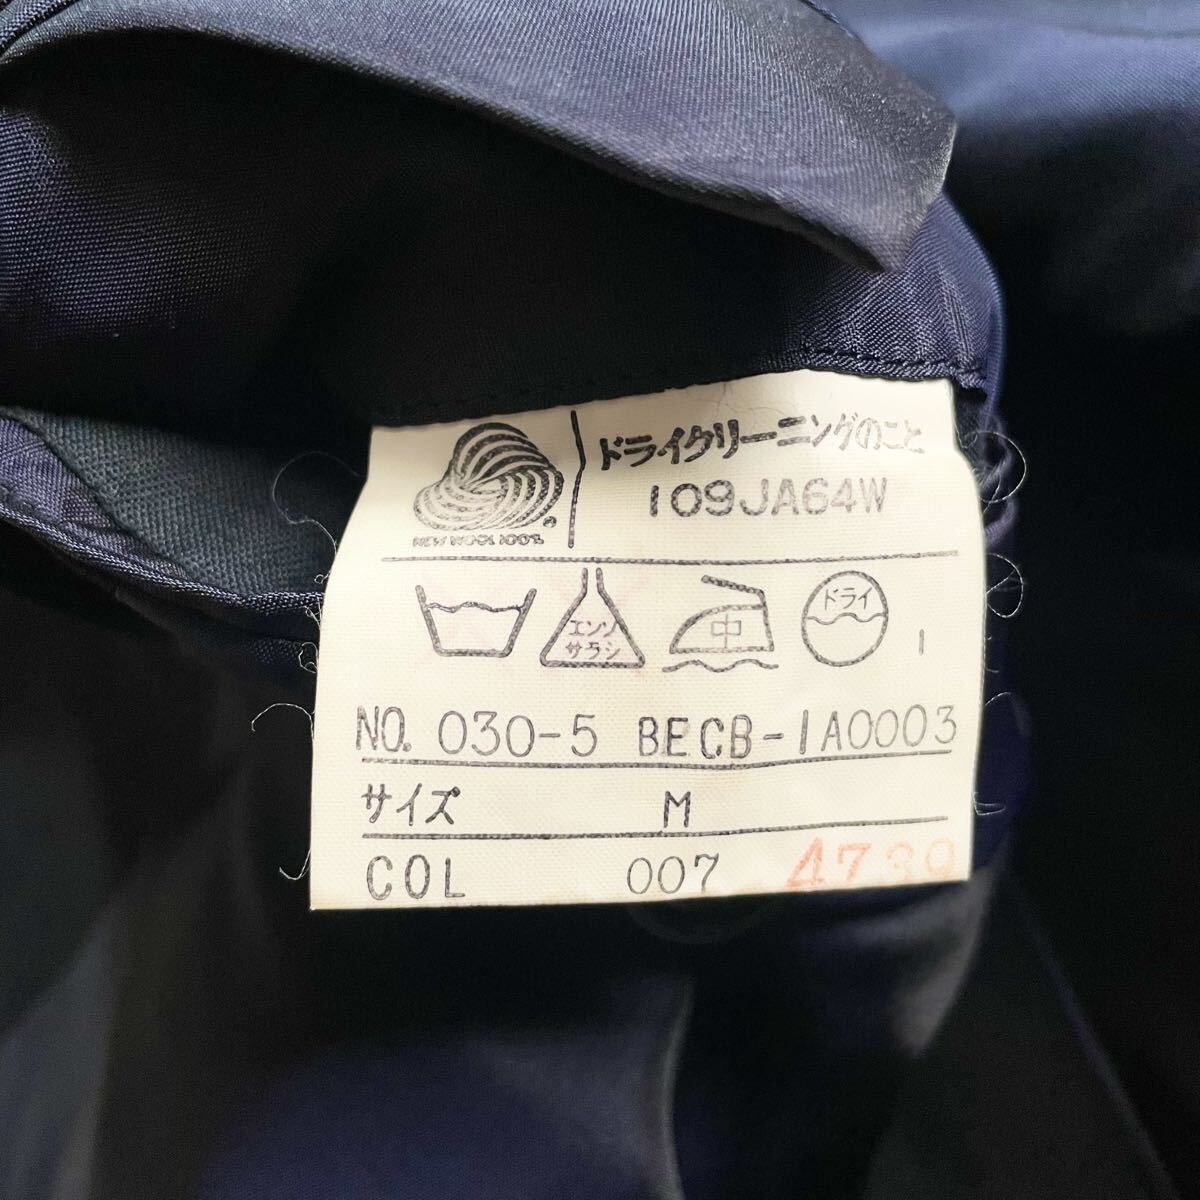 ドライクリーニングのこと
109JA64W
NEW WOOL 100%
エンソ
サラシ
中
ドライ
1
NO. 030-5 BECB-1A0003
サイズ M
COL 007 4739